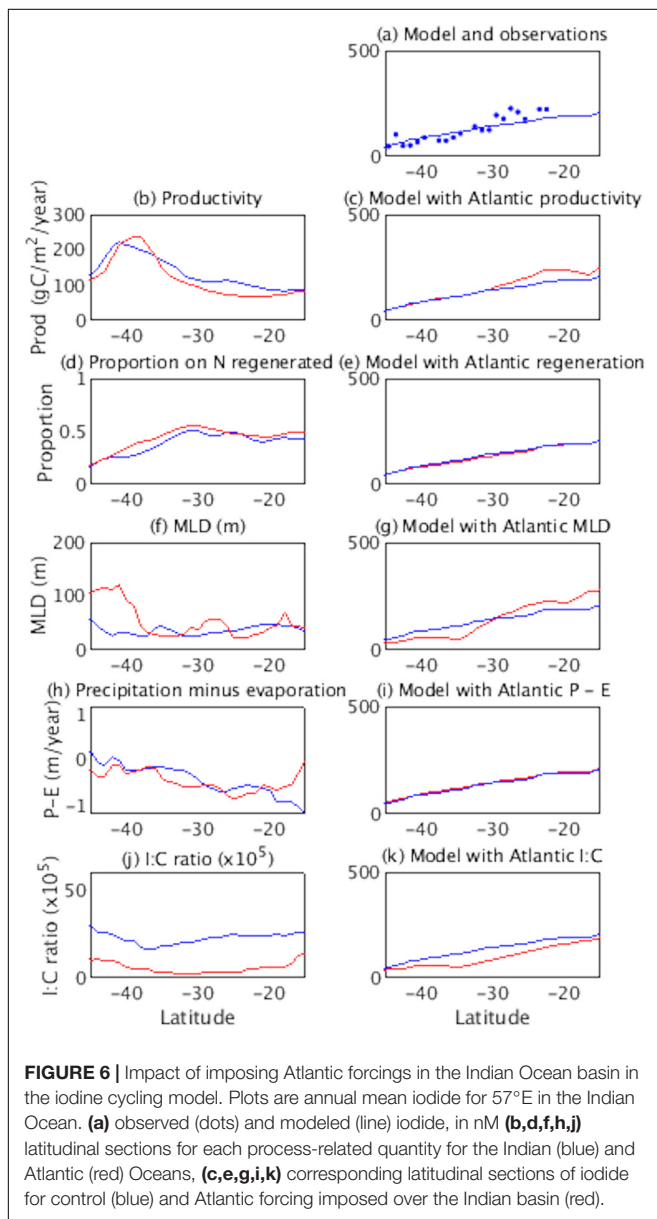 (a) Model and observations
500
0
-40 -30 -20
(b) Productivity
Prod (gC/m²/year)
300
200
100
0
-40 -30 -20
(c) Model with Atlantic productivity
500
0
-40 -30 -20
(d) Proportion on N regenerated
Proportion
1
0.5
0
-40 -30 -20
(e) Model with Atlantic regeneration
500
0
-40 -30 -20
(f) MLD (m)
MLD (m)
200
100
0
-40 -30 -20
(g) Model with Atlantic MLD
500
0
-40 -30 -20
(h) Precipitation minus evaporation
P-E (m/year)
1
0
-1
-40 -30 -20
(i) Model with Atlantic P – E
500
0
-40 -30 -20
(j) I:C ratio (x10⁵)
I:C ratio (x10⁵)
50
0
-40 -30 -20
Latitude
(k) Model with Atlantic I:C
500
0
-40 -30 -20
Latitude
FIGURE 6 | Impact of imposing Atlantic forcings in the Indian Ocean basin in
the iodine cycling model. Plots are annual mean iodide for 57°E in the Indian
Ocean. (a) observed (dots) and modeled (line) iodide, in nM (b,d,f,h,j)
latitudinal sections for each process-related quantity for the Indian (blue) and
Atlantic (red) Oceans, (c,e,g,i,k) corresponding latitudinal sections of iodide
for control (blue) and Atlantic forcing imposed over the Indian basin (red).